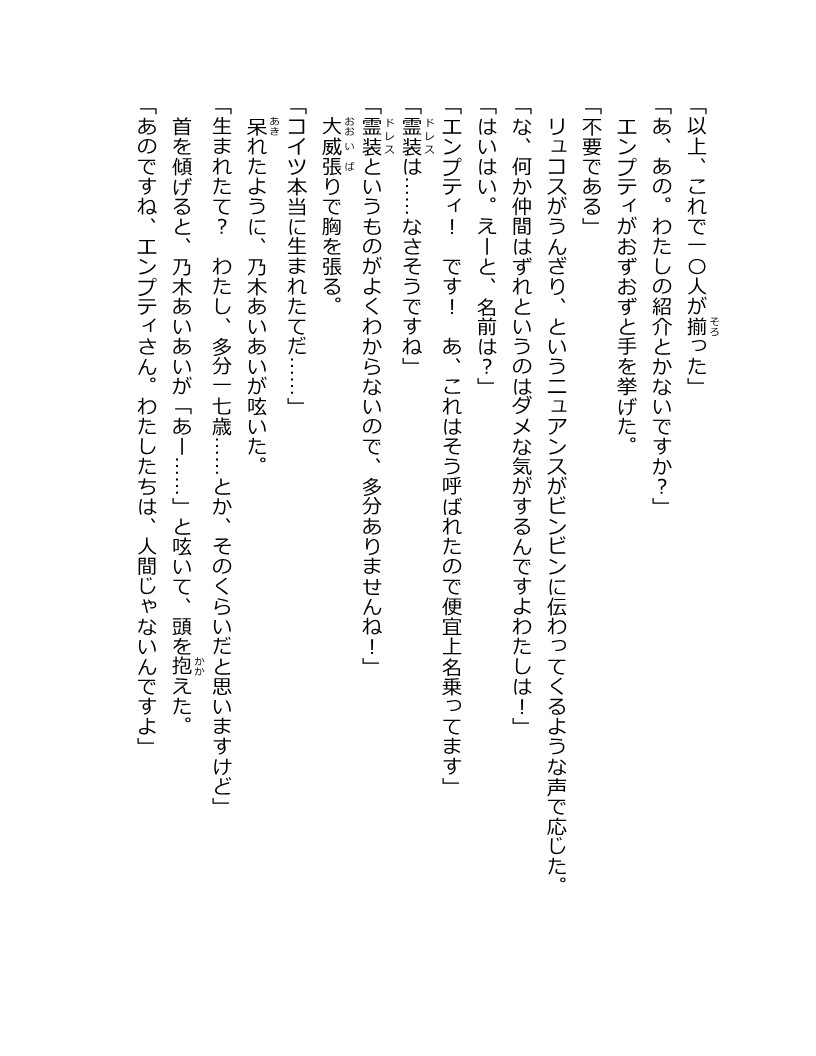 「以上、これで一〇人が揃った」
「あ、あの。わたしの紹介とかないですか？」
　エンプティがおずおずと手を挙げた。
「不要である」
　リュコスがうんざり、というニュアンスがビンビンに伝わってくるような声で応じた。
「な、何か仲間はずれというのはダメな気がするんですよわたしは！」
「はいはい。えーと、名前は？」
「エンプティ！　です！　あ、これはそう呼ばれたので便宜上名乗ってます」
「霊装は……なさそうですね」
「霊装というものがよくわからないので、多分ありませんね！」
　大威張りで胸を張る。
「コイツ本当に生まれたてだ……」
　呆れたように、乃木あいあいが呟いた。
「生まれたて？　わたし、多分一七歳……とか、そのくらいだと思いますけど」
　首を傾げると、乃木あいあいが「あー……」と呟いて、頭を抱えた。
「あのですね、エンプティさん。わたしたちは、人間じゃないんですよ」